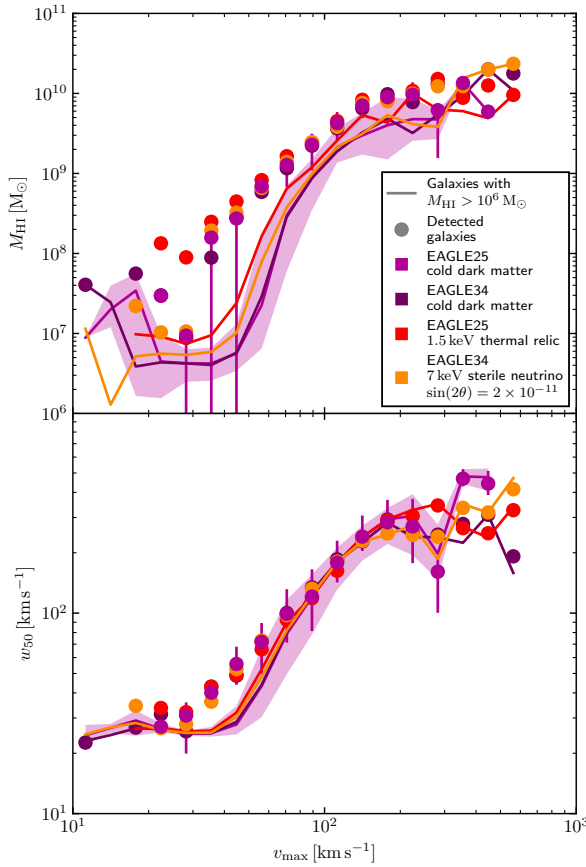 10^11
10^10
10^9
10^8
10^7
10^6
M_HI [M_⊙]
Galaxies with
M_HI > 10^6 M_⊙
Detected
galaxies
EAGLE25
cold dark matter
EAGLE34
cold dark matter
EAGLE25
1.5 keV thermal relic
EAGLE34
7 keV sterile neutrino
sin(2θ) = 2 × 10^−11
10^2
10^1
w_50 [km s^−1]
10^1
10^2
10^3
v_max [km s^−1]